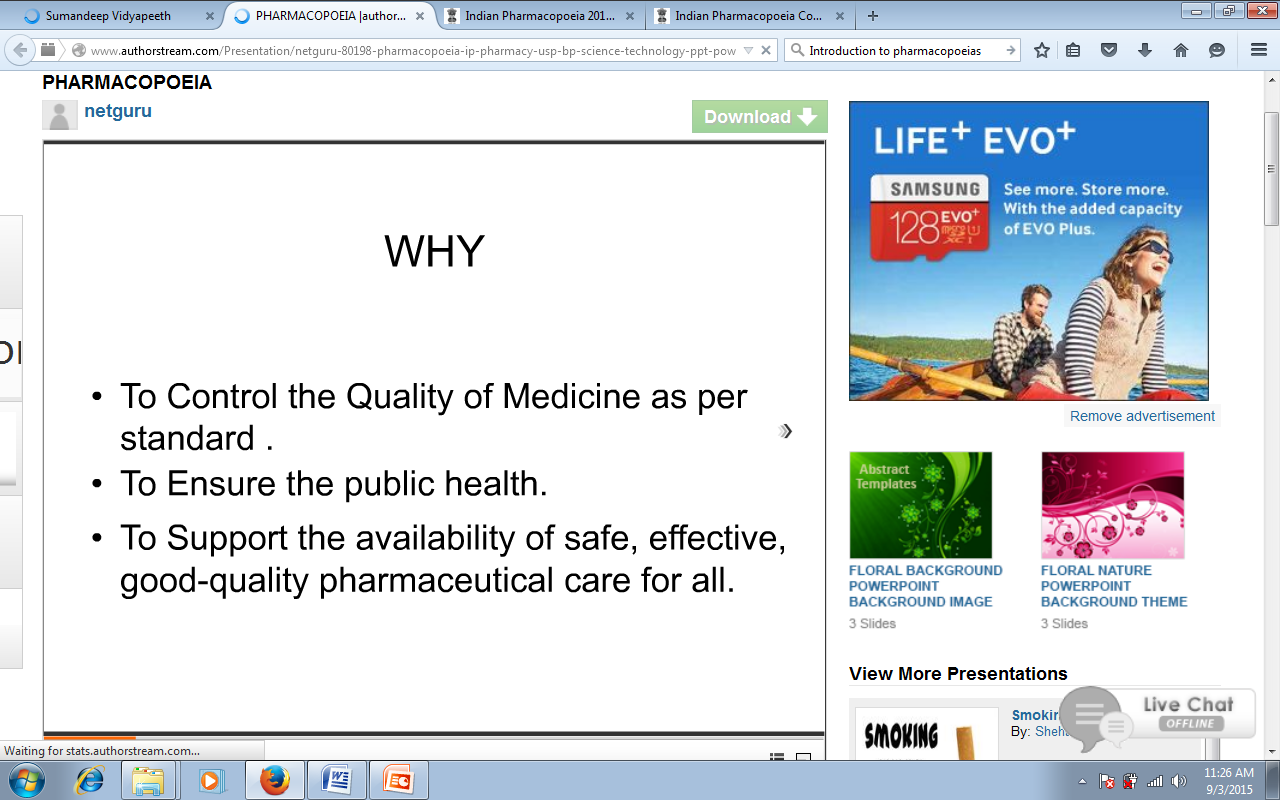 Sumandeep Vidyapeeth
PHARMACOPOEIA |author...
Indian Pharmacopoeia 201...
Indian Pharmacopoeia Co...
www.authorstream.com/Presentation/netguru-80198-pharmacopoeia-ip-pharmacy-usp-bp-science-technology-ppt-pow
Introduction to pharmacopoeias
PHARMACOPOEIA
netguru
Download
WHY
• To Control the Quality of Medicine as per
standard .
• To Ensure the public health.
• To Support the availability of safe, effective,
good-quality pharmaceutical care for all.
LIFE+ EVO+
SAMSUNG
128 EVO+
micro
XC I
See more. Store more.
With the added capacity
of EVO Plus.
Remove advertisement
Abstract
Templates
FLORAL BACKGROUND
POWERPOINT
BACKGROUND IMAGE
3 Slides
FLORAL NATURE
POWERPOINT
BACKGROUND THEME
3 Slides
View More Presentations
SMOKING
Smokin
By: Sheh
Live Chat
OFFLINE
Waiting for stats.authorstream.com...
11:26 AM
9/3/2015